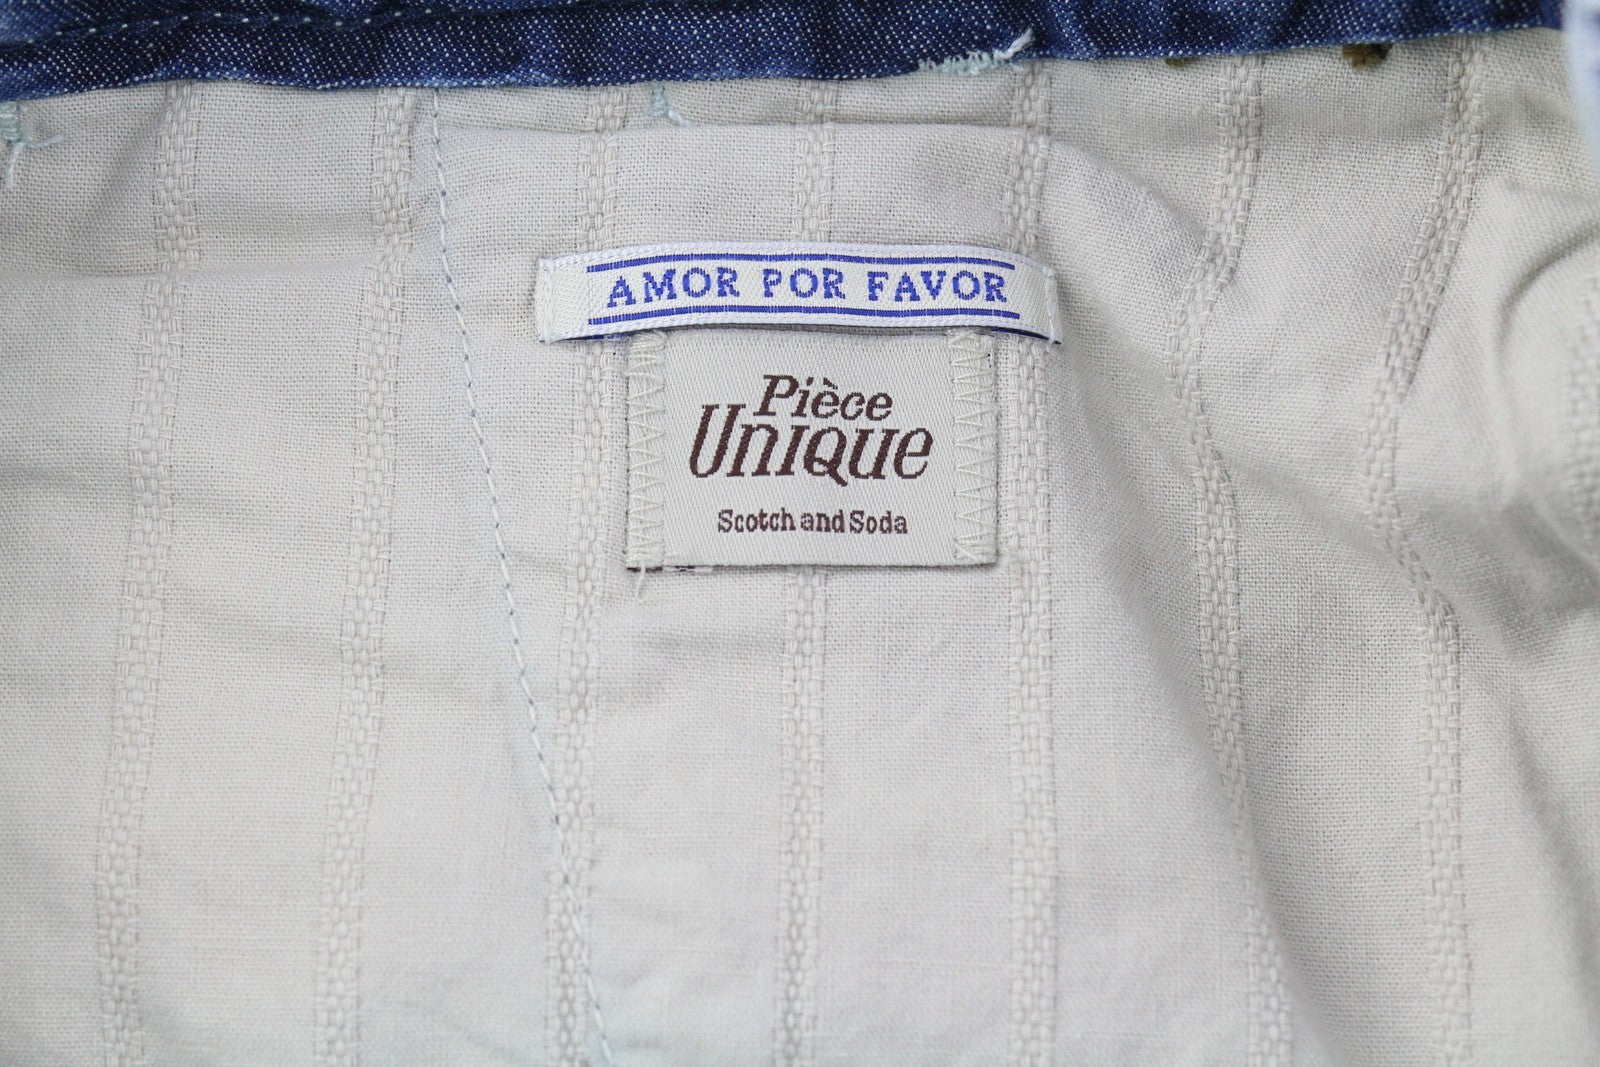 AMOR POR FAVOR
Pièce
Unique
Scotch and Soda